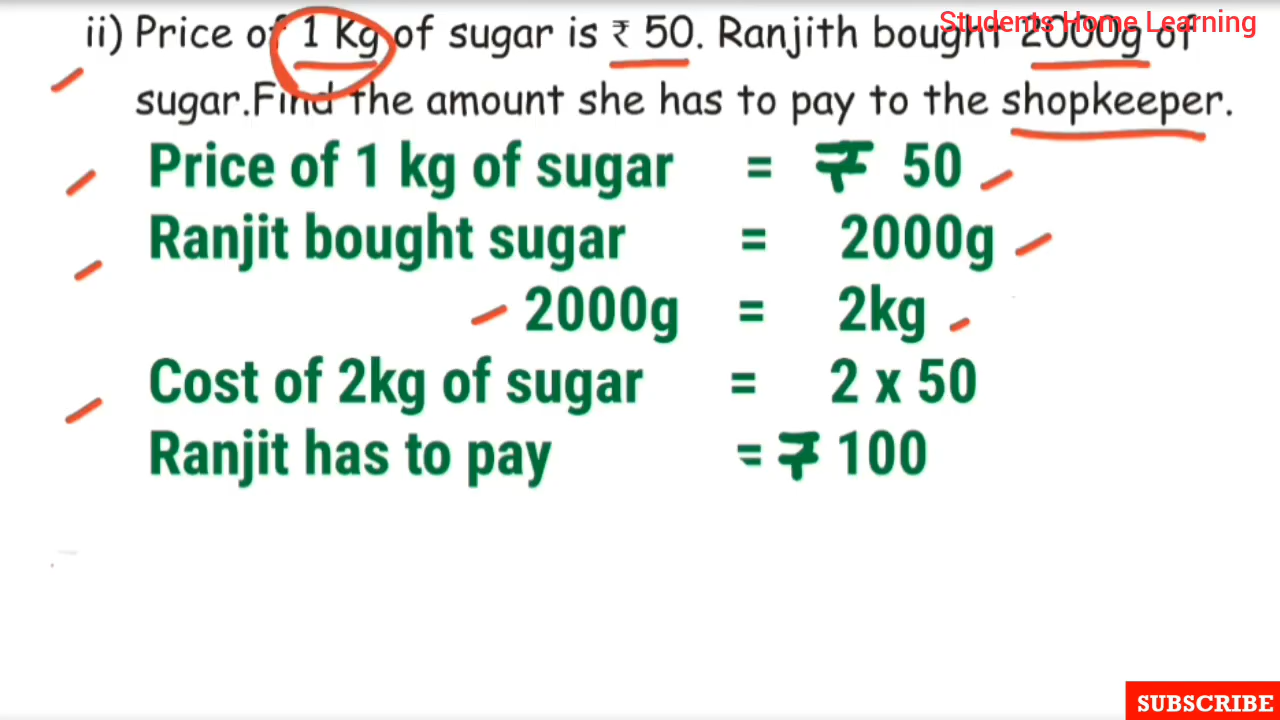 Students Home Learning
ii) Price of 1 Kg of sugar is ₹ 50. Ranjith bought 2000g of
sugar.Find the amount she has to pay to the shopkeeper.
Price of 1 kg of sugar = ₹ 50
Ranjit bought sugar = 2000g
2000g = 2kg
Cost of 2kg of sugar = 2 x 50
Ranjit has to pay = ₹ 100
SUBSCRIBE